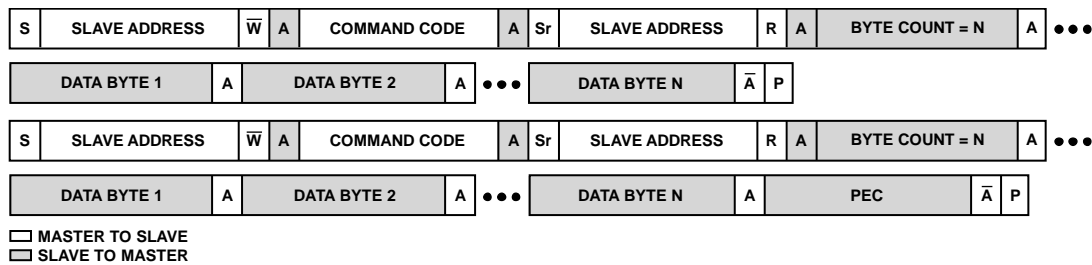 S SLAVE ADDRESS W̅ A COMMAND CODE A Sr SLAVE ADDRESS R A BYTE COUNT = N A •••
DATA BYTE 1 A DATA BYTE 2 A ••• DATA BYTE N A̅ P
S SLAVE ADDRESS W̅ A COMMAND CODE A Sr SLAVE ADDRESS R A BYTE COUNT = N A •••
DATA BYTE 1 A DATA BYTE 2 A ••• DATA BYTE N A PEC A̅ P
MASTER TO SLAVE
SLAVE TO MASTER